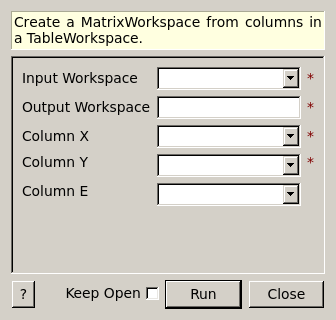 Create a MatrixWorkspace from columns in
a TableWorkspace.
Input Workspace *
Output Workspace *
Column X *
Column Y *
Column E
? Keep Open Run Close